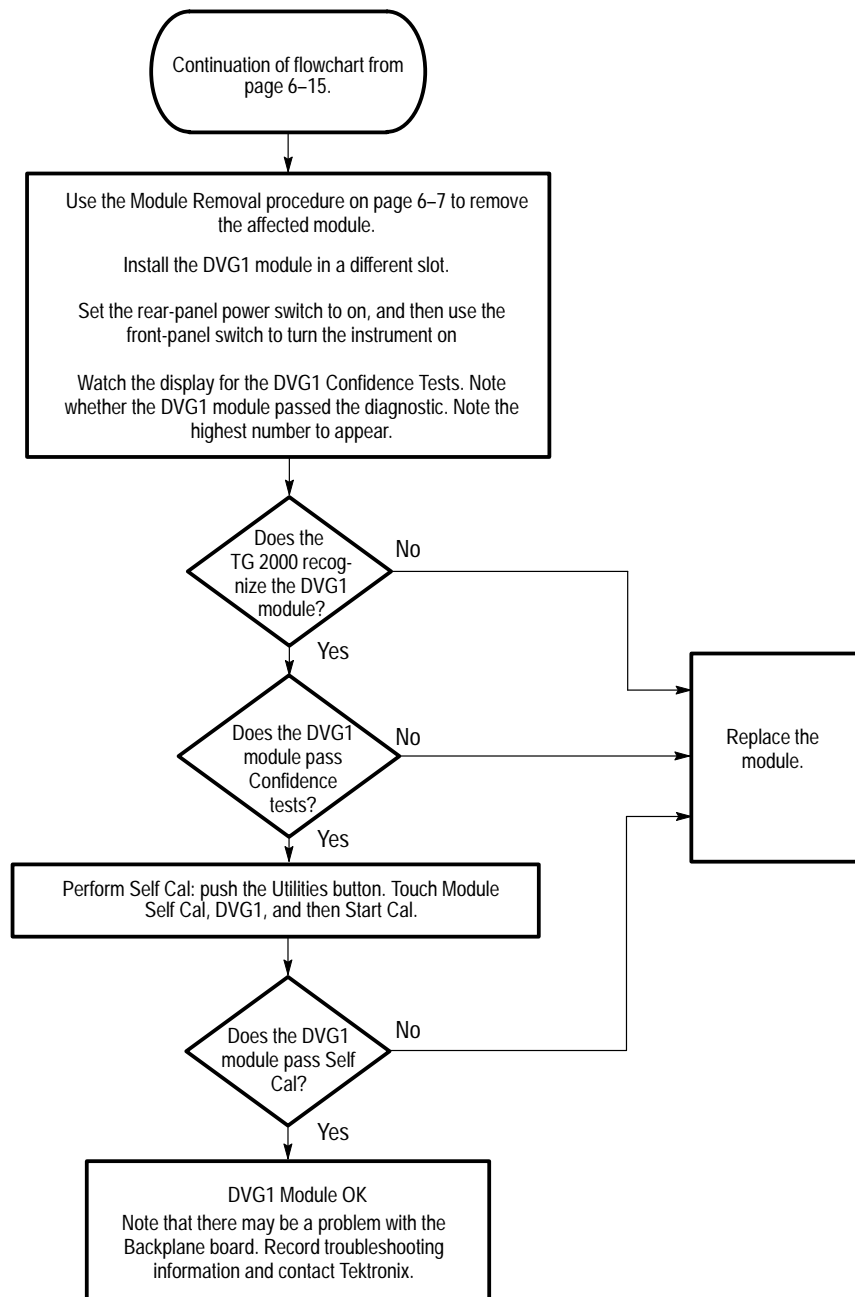 Continuation of flowchart from
page 6–15.
Use the Module Removal procedure on page 6–7 to remove
the affected module.
Install the DVG1 module in a different slot.
Set the rear-panel power switch to on, and then use the
front-panel switch to turn the instrument on
Watch the display for the DVG1 Confidence Tests. Note
whether the DVG1 module passed the diagnostic. Note the
highest number to appear.
Does the
TG 2000 recog-
nize the DVG1
module?
No
Yes
Does the DVG1
module pass
Confidence
tests?
No
Yes
Replace the
module.
Perform Self Cal: push the Utilities button. Touch Module
Self Cal, DVG1, and then Start Cal.
Does the DVG1
module pass Self
Cal?
No
Yes
DVG1 Module OK
Note that there may be a problem with the
Backplane board. Record troubleshooting
information and contact Tektronix.